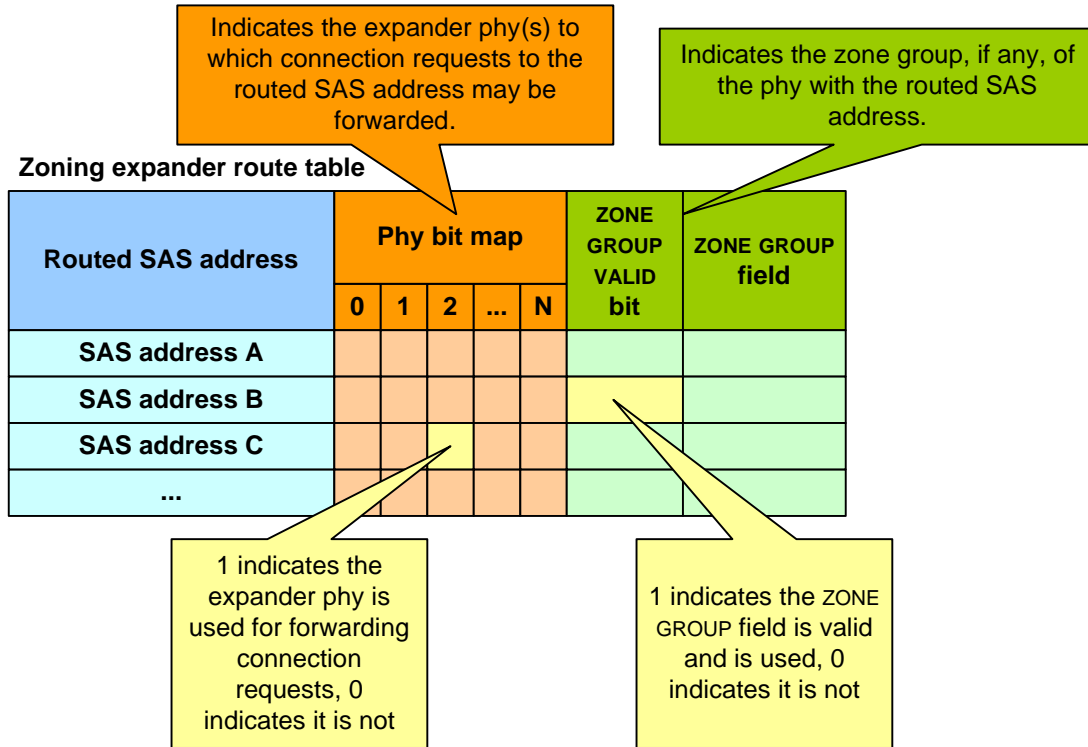 Indicates the expander phy(s) to
which connection requests to the
routed SAS address may be
forwarded.
Indicates the zone group, if any, of
the phy with the routed SAS
address.
Zoning expander route table
Routed SAS address
Phy bit map
ZONE
GROUP
VALID
bit
ZONE GROUP
field
0 1 2 ... N
SAS address A
SAS address B
SAS address C
...
1 indicates the
expander phy is
used for forwarding
connection
requests, 0
indicates it is not
1 indicates the ZONE
GROUP field is valid
and is used, 0
indicates it is not